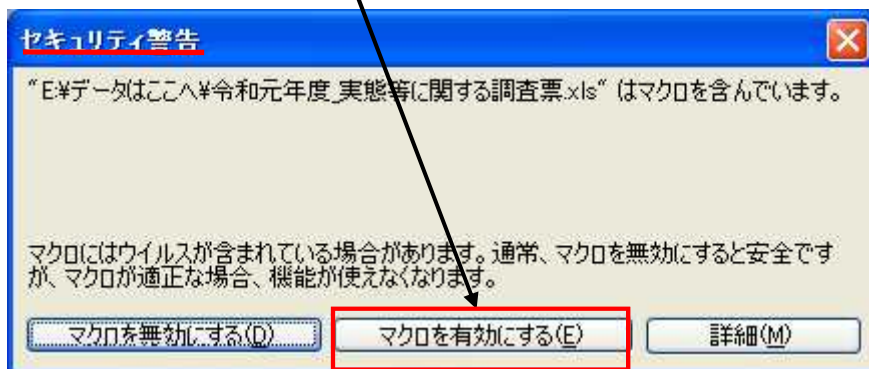 セキュリティ警告
"E:¥データはここへ¥令和元年度_実態等に関する調査票.xls" はマクロを含んでいます。
マクロにはウイルスが含まれている場合があります。通常、マクロを無効にすると安全です
が、マクロが適正な場合、機能が使えなくなります。
マクロを無効にする(D) マクロを有効にする(E) 詳細(M)